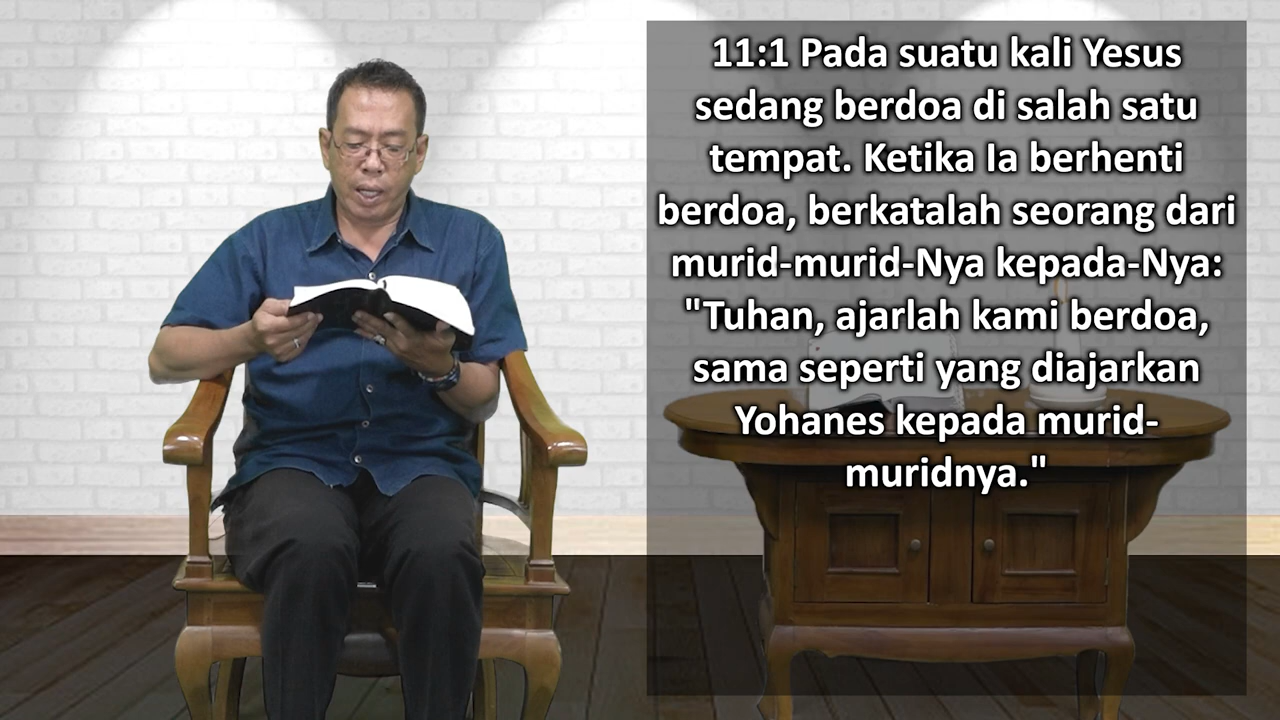 11:1 Pada suatu kali Yesus
sedang berdoa di salah satu
tempat. Ketika Ia berhenti
berdoa, berkatalah seorang dari
murid-murid-Nya kepada-Nya:
"Tuhan, ajarlah kami berdoa,
sama seperti yang diajarkan
Yohanes kepada murid-
muridnya."